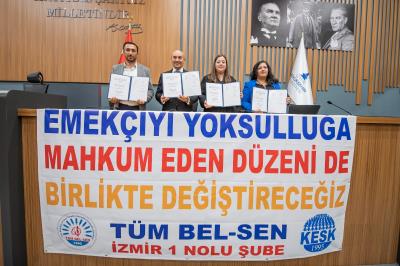 MİLLETİNDİR.
EMEKÇİYİ YOKSULLUĞA
MAHKUM EDEN DÜZENİ DE
BİRLİKTE DEĞİŞTİRECEĞİZ
TÜM BEL-SEN
İZMİR 1 NOLU ŞUBE
KESK
1995